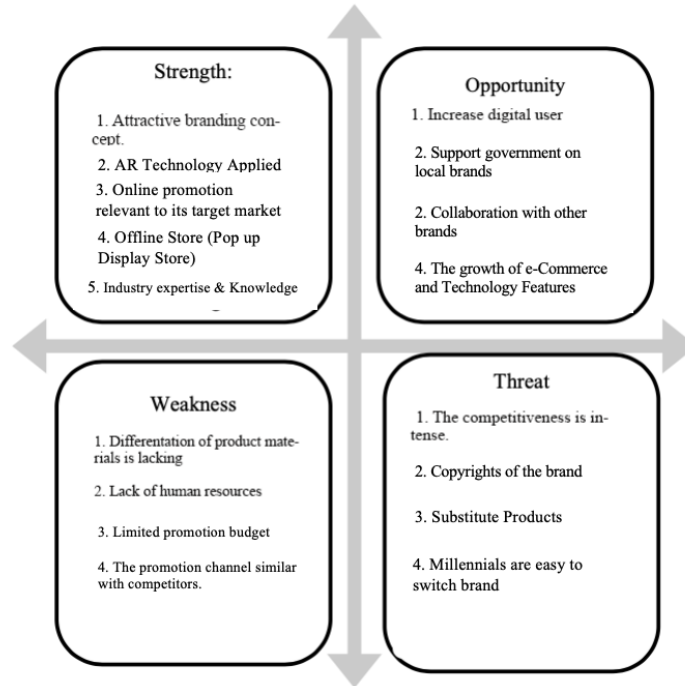 Strength:
1. Attractive branding con-
cept.
2. AR Technology Applied
3. Online promotion
relevant to its target market
4. Offline Store (Pop up
Display Store)
5. Industry expertise & Knowledge
Opportunity
1. Increase digital user
2. Support government on
local brands
2. Collaboration with other
brands
4. The growth of e-Commerce
and Technology Features
Weakness
1. Differentation of product mate-
rials is lacking
2. Lack of human resources
3. Limited promotion budget
4. The promotion channel similar
with competitors.
Threat
1. The competitiveness is in-
tense.
2. Copyrights of the brand
3. Substitute Products
4. Millennials are easy to
switch brand